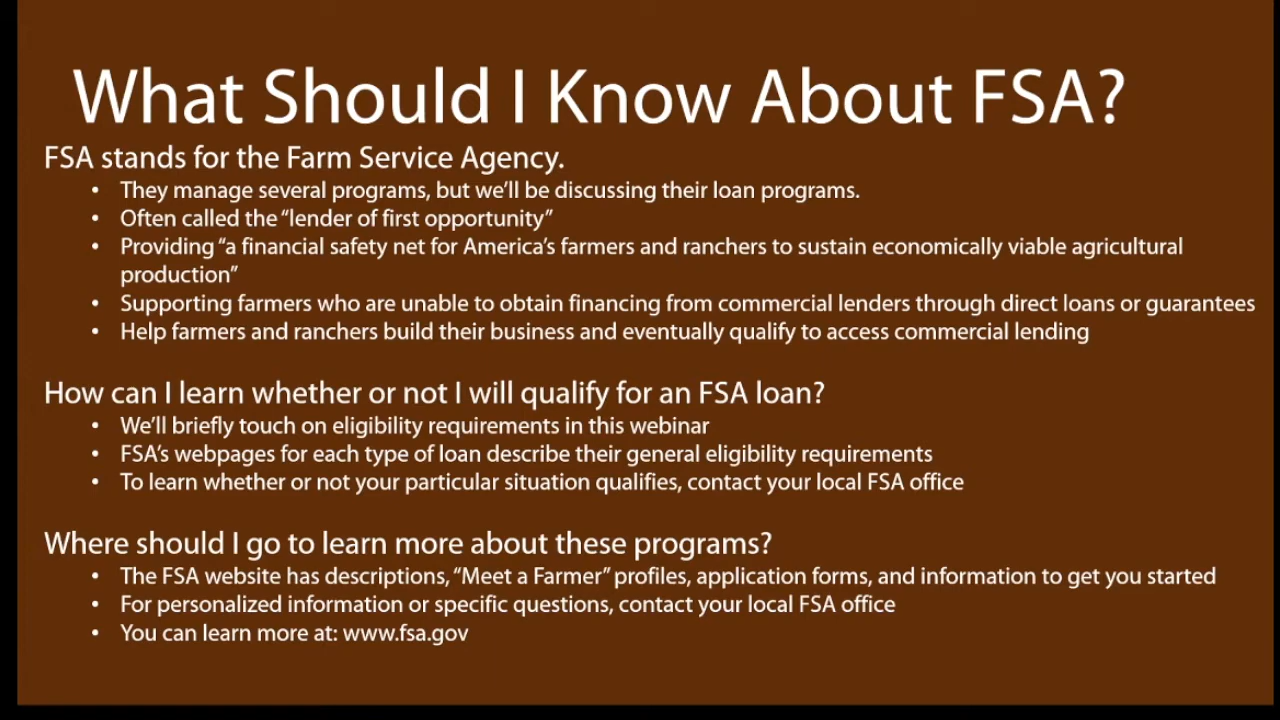 What Should I Know About FSA?
FSA stands for the Farm Service Agency.
• They manage several programs, but we'll be discussing their loan programs.
• Often called the “lender of first opportunity”
• Providing “a financial safety net for America's farmers and ranchers to sustain economically viable agricultural
production”
• Supporting farmers who are unable to obtain financing from commercial lenders through direct loans or guarantees
• Help farmers and ranchers build their business and eventually qualify to access commercial lending
How can I learn whether or not I will qualify for an FSA loan?
• We'll briefly touch on eligibility requirements in this webinar
• FSA's webpages for each type of loan describe their general eligibility requirements
• To learn whether or not your particular situation qualifies, contact your local FSA office
Where should I go to learn more about these programs?
• The FSA website has descriptions, “Meet a Farmer” profiles, application forms, and information to get you started
• For personalized information or specific questions, contact your local FSA office
• You can learn more at: www.fsa.gov